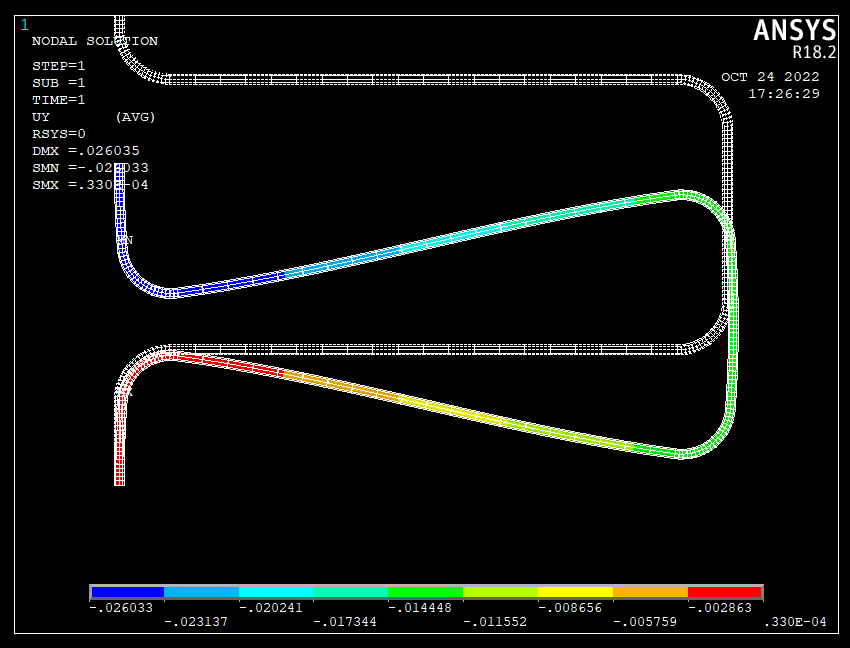 1
ANSYS
R18.2
OCT 24 2022
17:26:29
NODAL SOLUTION
STEP=1
SUB =1
TIME=1
UY (AVG)
RSYS=0
DMX =.026035
SMN =-.026033
SMX =.330E-04
-.026033
-.023137
-.020241
-.017344
-.014448
-.011552
-.008656
-.005759
-.002863
.330E-04